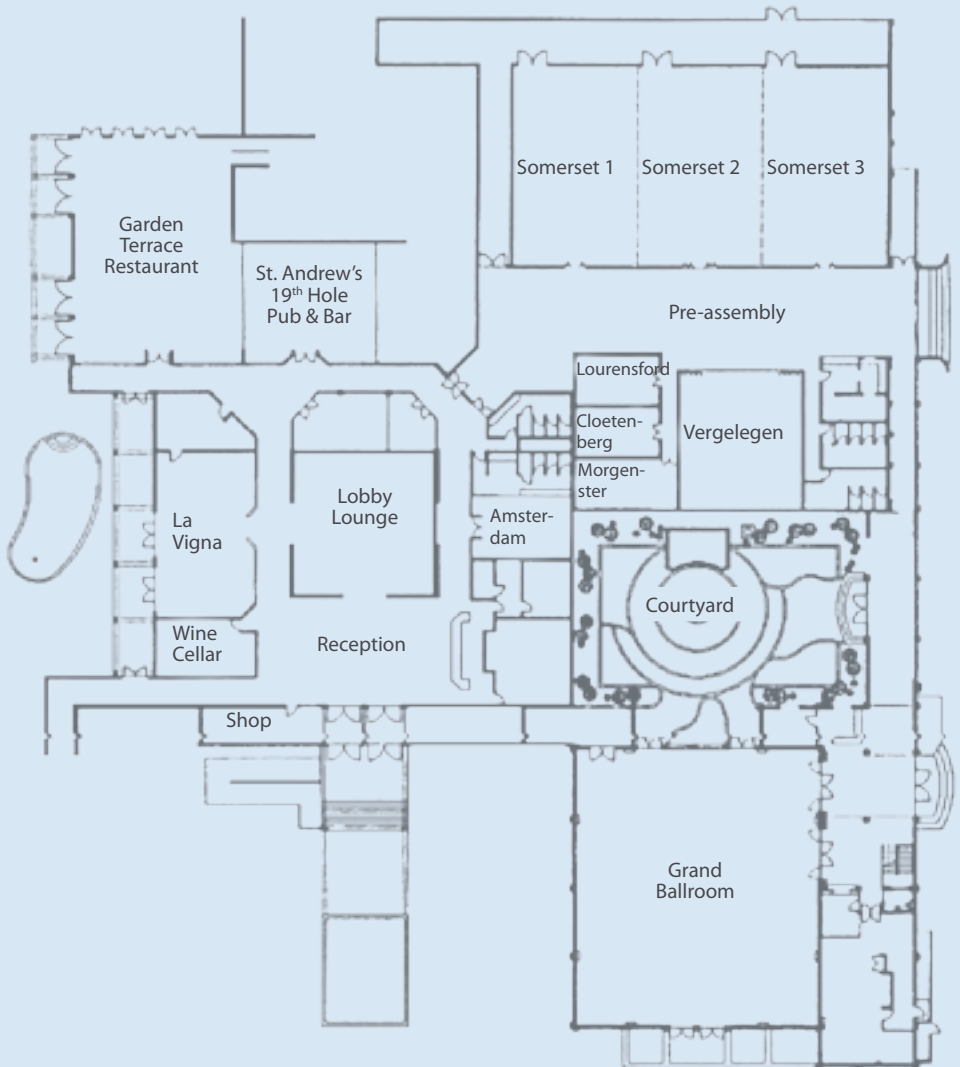 Somerset 1
Somerset 2
Somerset 3
Garden
Terrace
Restaurant
St. Andrew's
19th Hole
Pub & Bar
Pre-assembly
Lourensford
Cloeten-
berg
Vergelegen
Morgen-
ster
Lobby
Lounge
La
Vigna
Amster-
dam
Courtyard
Wine
Cellar
Reception
Shop
Grand
Ballroom